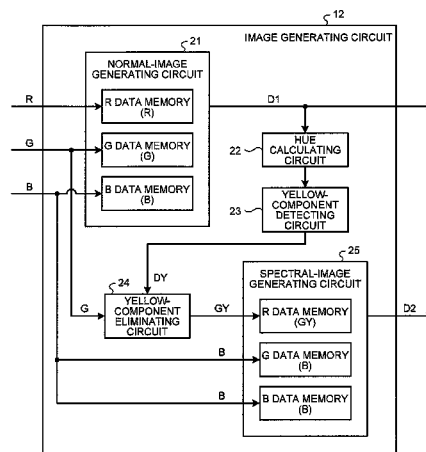 12
IMAGE GENERATING CIRCUIT
21
NORMAL-IMAGE
GENERATING CIRCUIT
R
R DATA MEMORY
(R)
D1
G
G DATA MEMORY
(G)
22
HUE
CALCULATING
CIRCUIT
B
B DATA MEMORY
(B)
23
YELLOW-
COMPONENT
DETECTING
CIRCUIT
25
SPECTRAL-IMAGE
GENERATING CIRCUIT
24
DY
G
YELLOW-
COMPONENT
ELIMINATING
CIRCUIT
GY
R DATA MEMORY
(GY)
D2
B
G DATA MEMORY
(B)
B
B DATA MEMORY
(B)